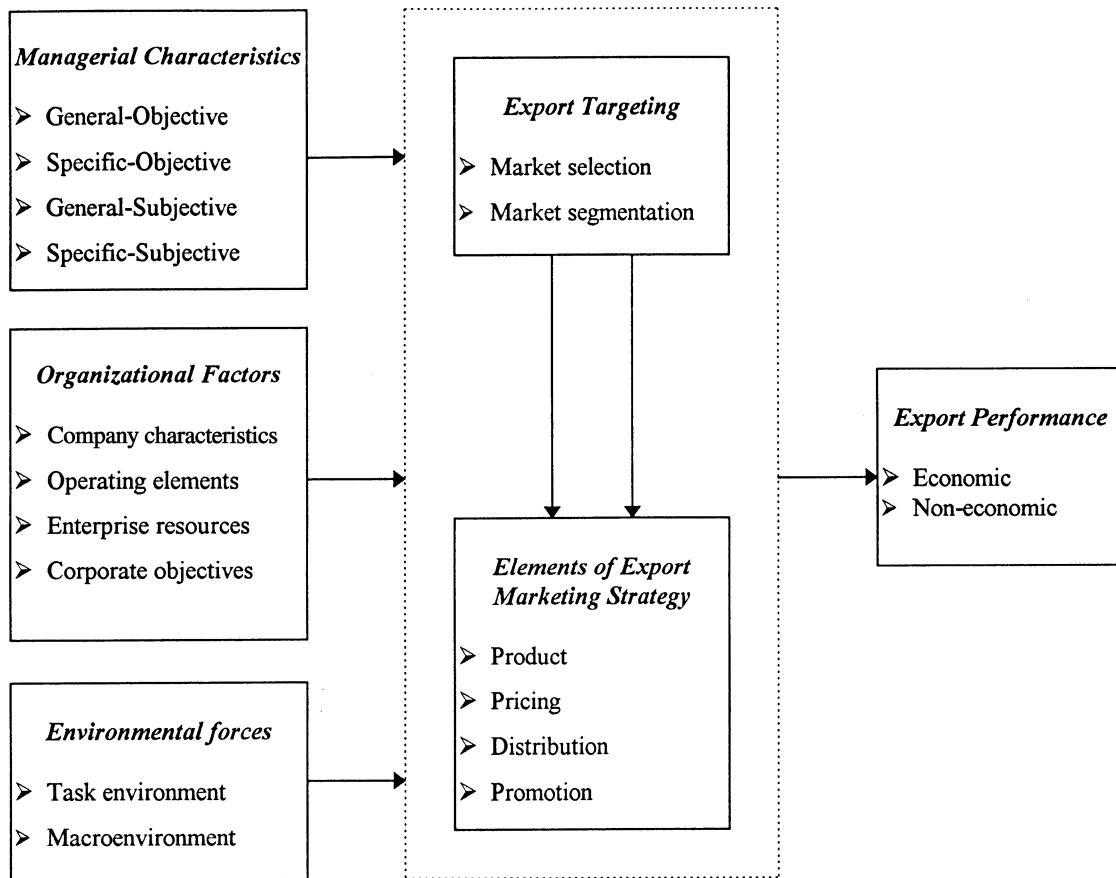 Managerial Characteristics
➢ General-Objective
➢ Specific-Objective
➢ General-Subjective
➢ Specific-Subjective
Organizational Factors
➢ Company characteristics
➢ Operating elements
➢ Enterprise resources
➢ Corporate objectives
Environmental forces
➢ Task environment
➢ Macroenvironment
Export Targeting
➢ Market selection
➢ Market segmentation
Elements of Export
Marketing Strategy
➢ Product
➢ Pricing
➢ Distribution
➢ Promotion
Export Performance
➢ Economic
➢ Non-economic